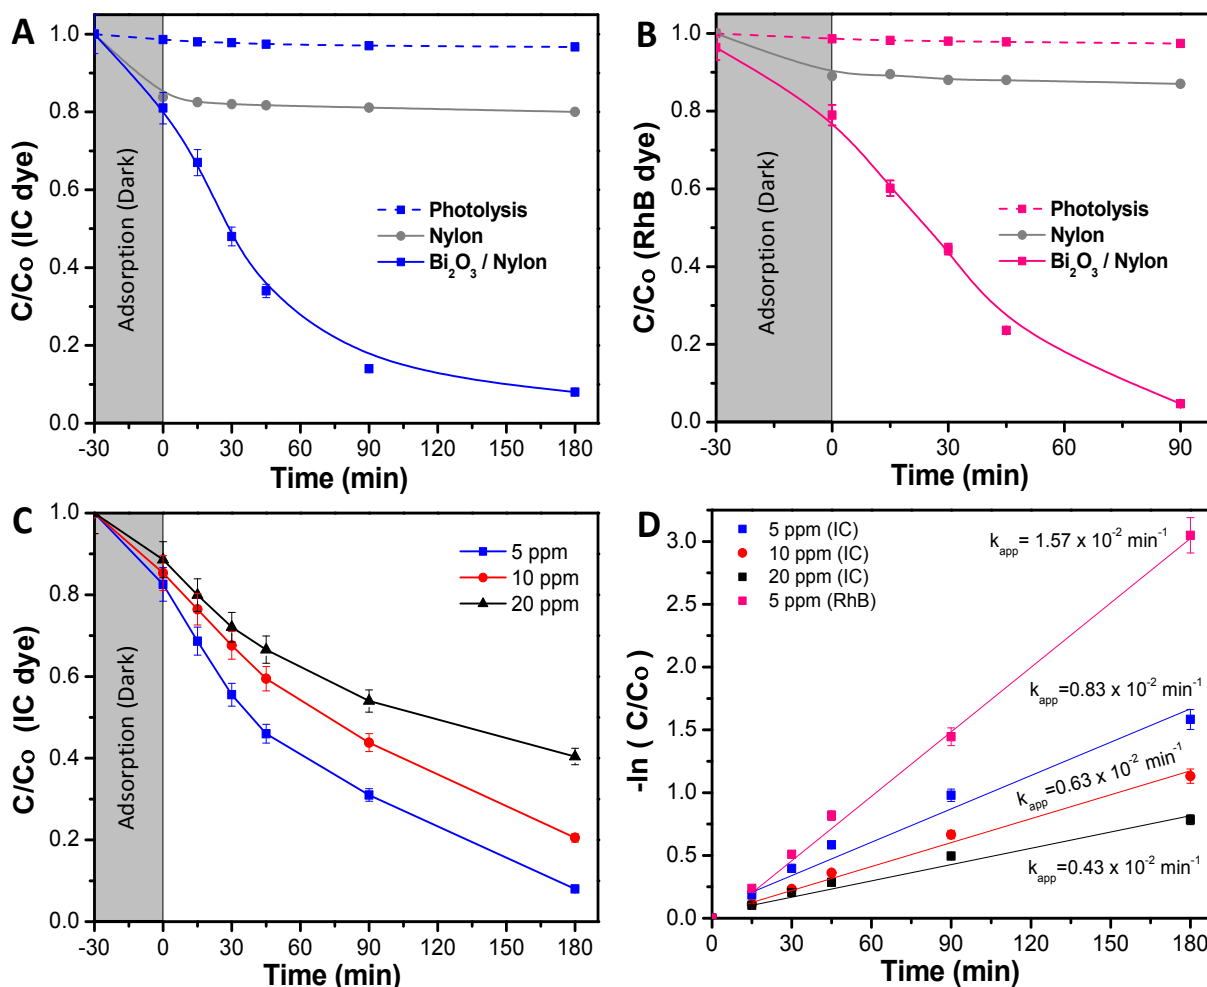 A
C/Co (IC dye)
1.0
0.8
0.6
0.4
0.2
0.0
Adsorption (Dark)
Photolysis
Nylon
Bi₂O₃ / Nylon
-30 0 30 60 90 120 150 180
Time (min)
B
C/Co (RhB dye)
1.0
0.8
0.6
0.4
0.2
0.0
Adsorption (Dark)
Photolysis
Nylon
Bi₂O₃ / Nylon
-30 0 30 60 90
Time (min)
C
C/Co (IC dye)
1.0
0.8
0.6
0.4
0.2
0.0
Adsorption (Dark)
5 ppm
10 ppm
20 ppm
-30 0 30 60 90 120 150 180
Time (min)
D
-ln ( C/Co)
3.0
2.5
2.0
1.5
1.0
0.5
0.0
5 ppm (IC)
10 ppm (IC)
20 ppm (IC)
5 ppm (RhB)
k_app= 1.57 x 10⁻² min⁻¹
k_app=0.83 x 10⁻² min⁻¹
k_app=0.63 x 10⁻² min⁻¹
k_app=0.43 x 10⁻² min⁻¹
0 30 60 90 120 150 180
Time (min)